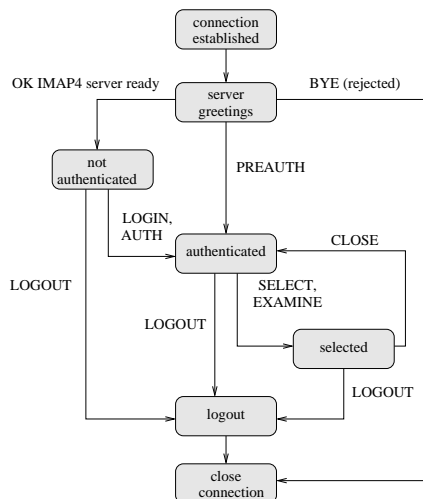 connection
established
OK IMAP4 server ready
BYE (rejected)
server
greetings
not
authenticated
PREAUTH
LOGIN,
AUTH
authenticated
CLOSE
SELECT,
EXAMINE
LOGOUT
LOGOUT
selected
LOGOUT
logout
close
connection